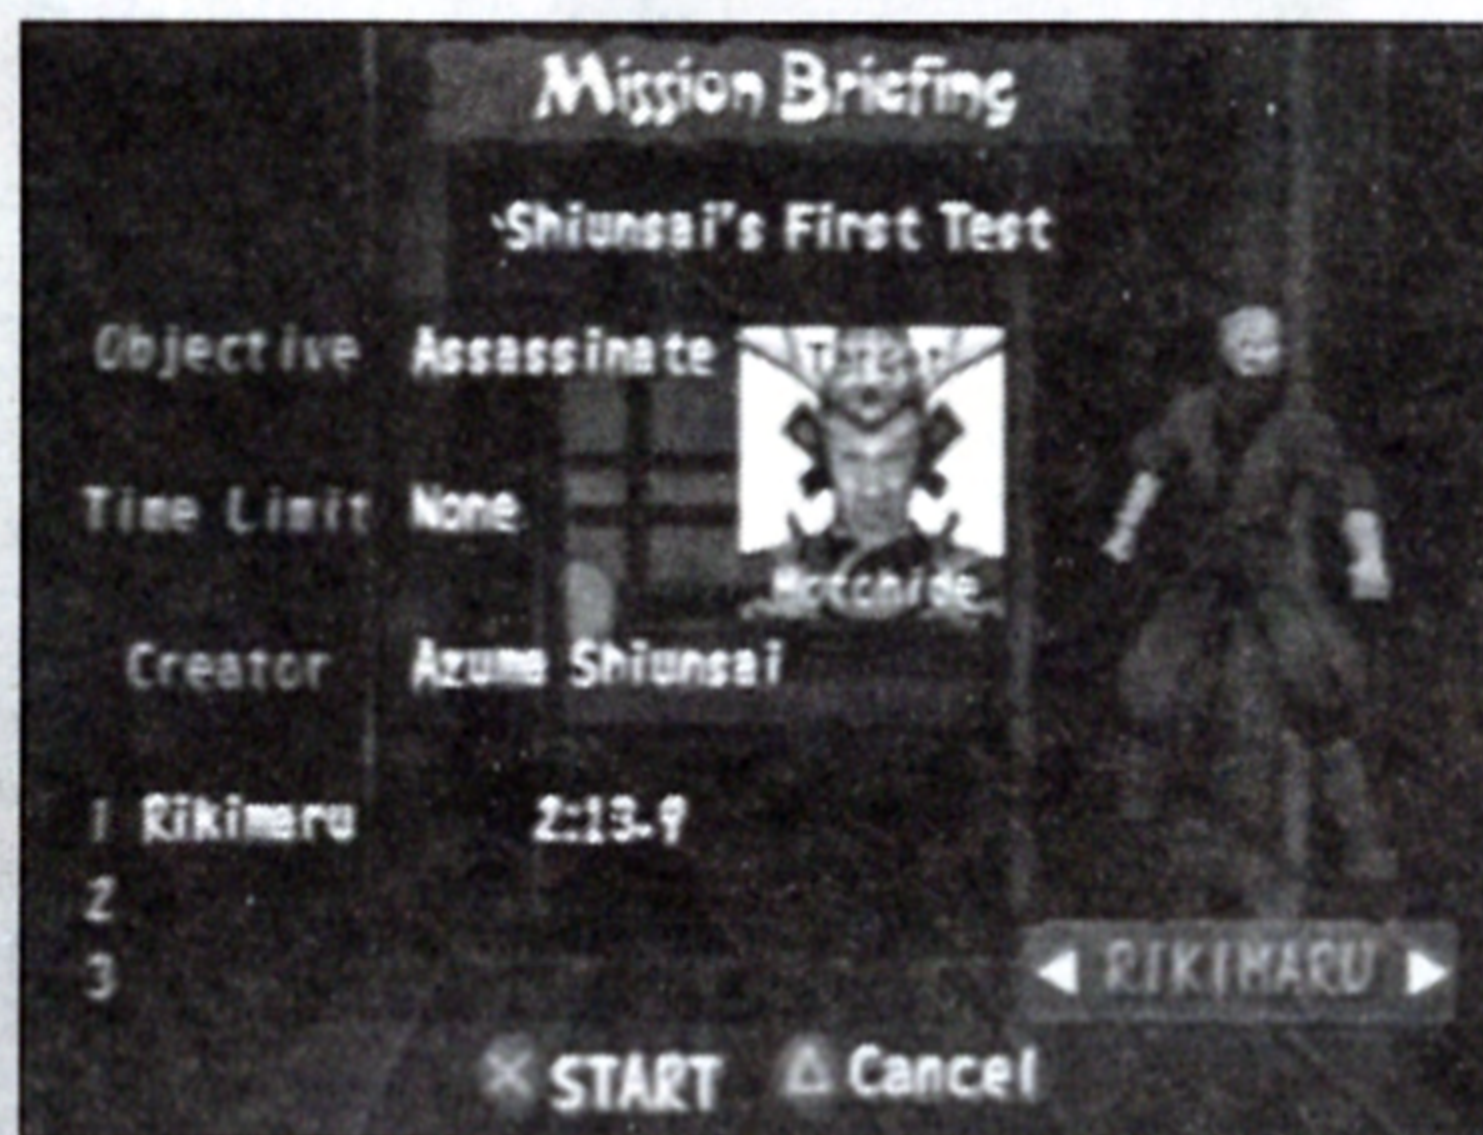 Mission Briefing
Shiunsai's First Test
Objective Assassinate
Target
Time Limit None
Motohide
Creator Azuma Shiunsai
1 Rikimaru 2:13.9
2
3
RIKIMARU
START Cancel